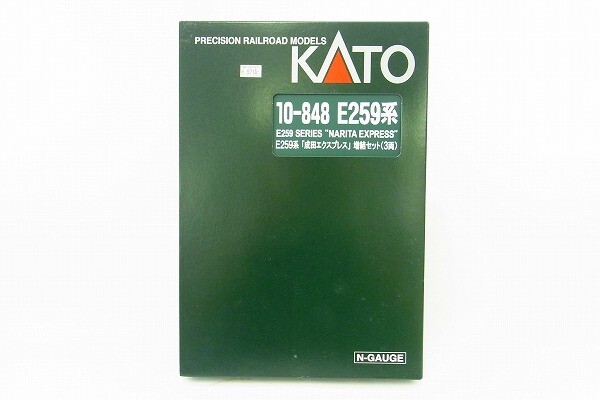 PRECISION RAILROAD MODELS
KATO
10-848 E259系
E259 SERIES "NARITA EXPRESS"
E259系「成田エクスプレス」増結セット(3両)
N-GAUGE